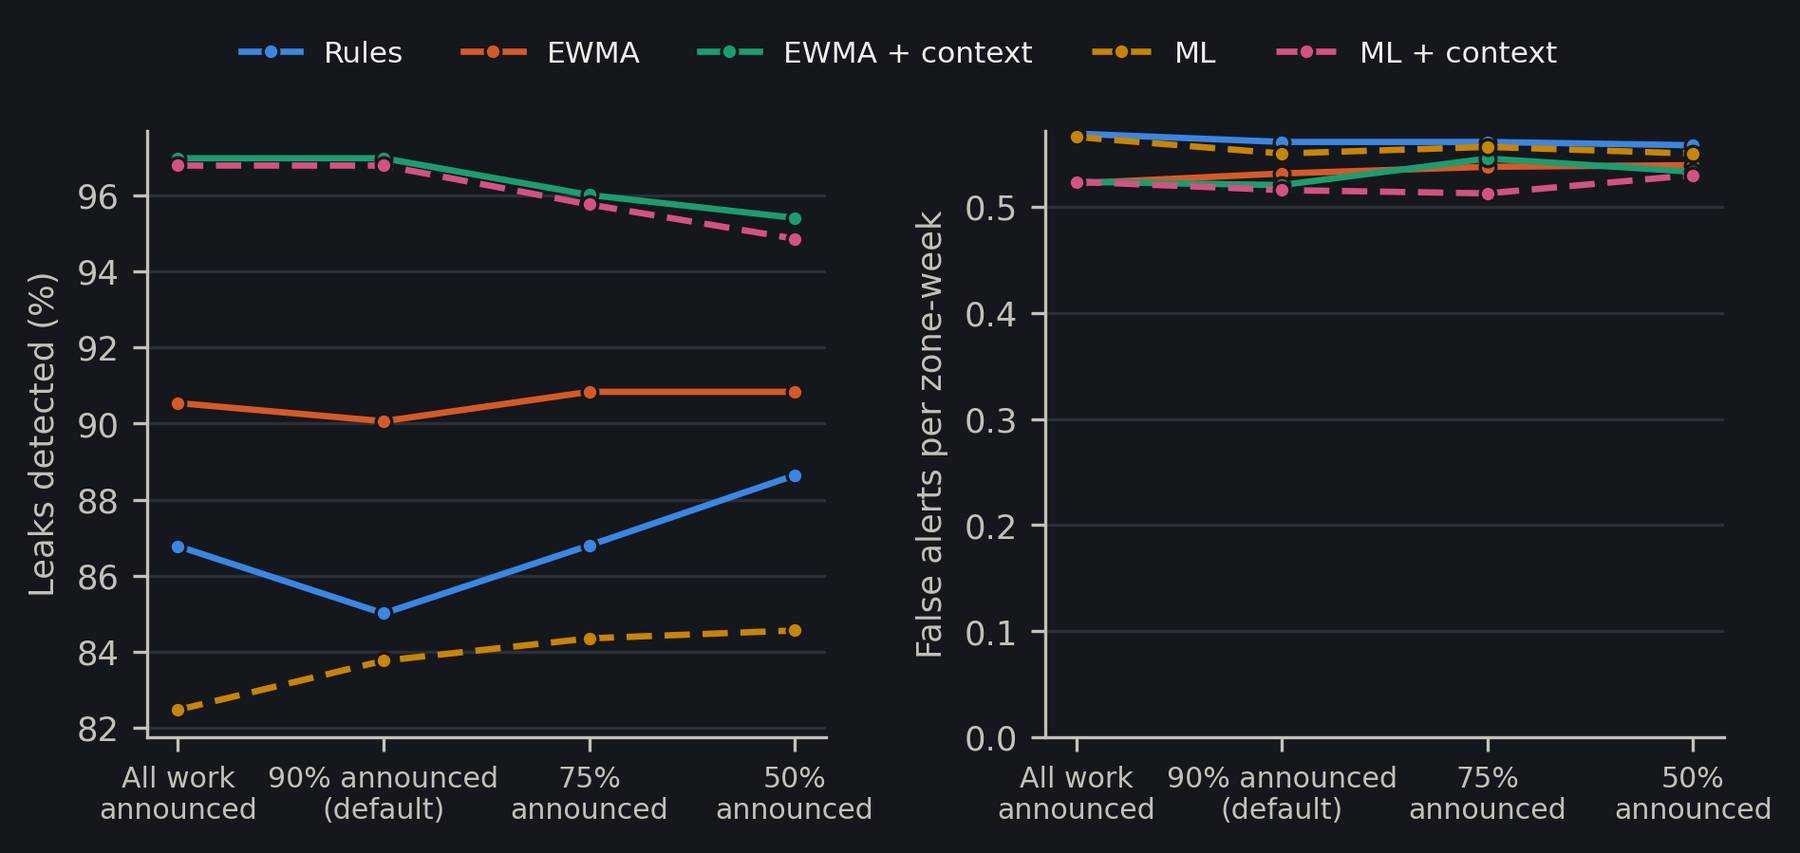 Rules EWMA EWMA + context ML ML + context
Leaks detected (%)
96
94
92
90
88
86
84
82
All work announced
90% announced (default)
75% announced
50% announced
False alerts per zone-week
0.5
0.4
0.3
0.2
0.1
0.0
All work announced
90% announced (default)
75% announced
50% announced